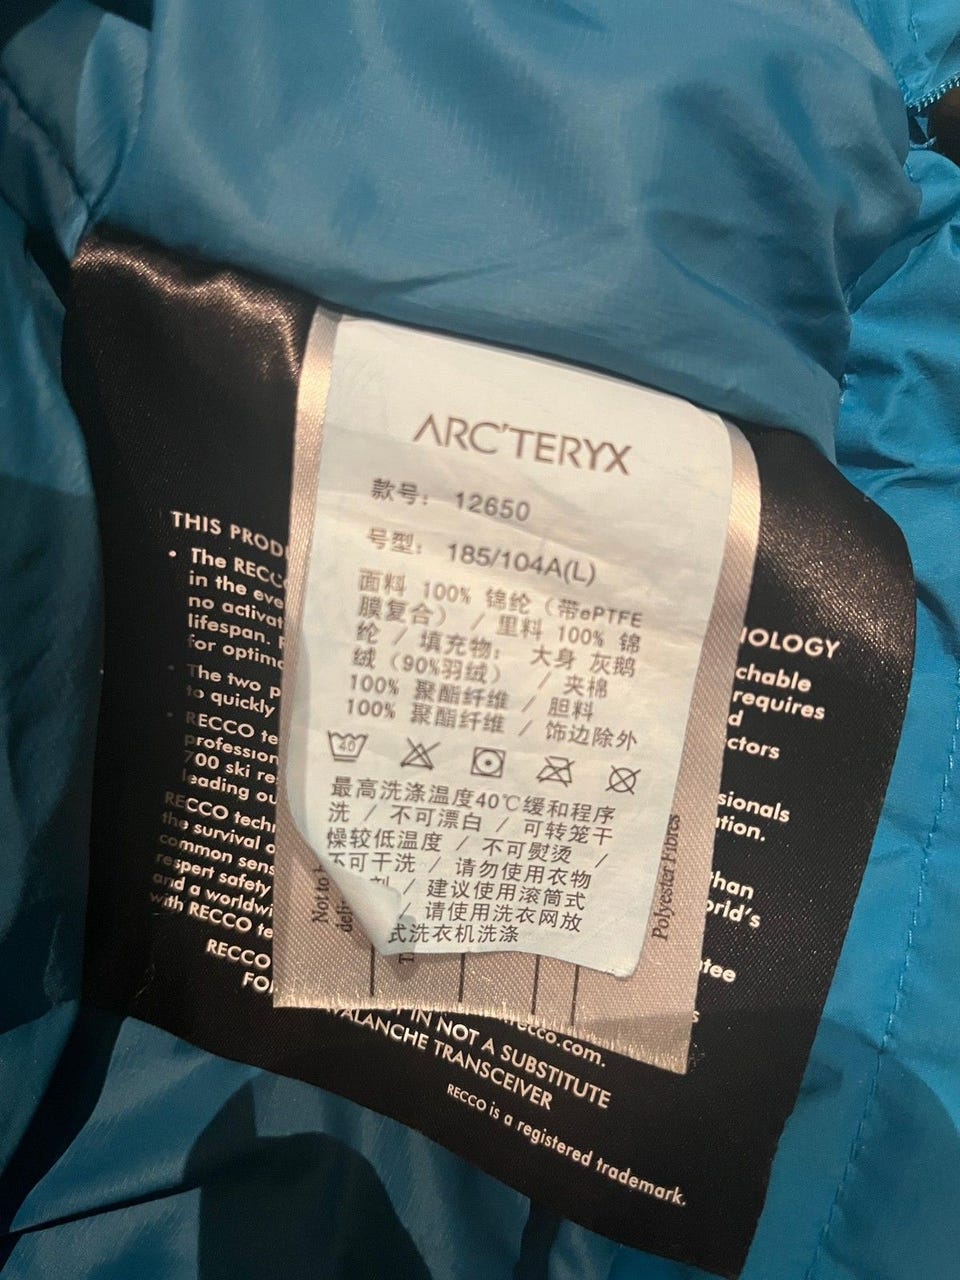 ARC'TERYX
款号: 12650
号型: 185/104A(L)
面料 100% 锦纶（带ePTFE
膜复合） / 里料 100% 锦
纶 / 填充物: 大身 灰鹅
绒（90%羽绒） / 夹棉
100% 聚酯纤维 / 胆料
100% 聚酯纤维 / 饰边除外
40
最高洗涤温度40℃缓和程序
洗 / 不可漂白 / 可转笼干
燥较低温度 / 不可熨烫 /
不可干洗 / 请勿使用衣物
剂 / 建议使用滚筒式
/ 请使用洗衣网放
式洗衣机洗涤
Not to
Polyester Fibres
THIS PROD
NOLOGY
• The RECC
in the eve
no activat
lifespan.
for optim
chable
requires
• The two p
to quickly
ctors
• RECCO te
profession
700 ski re
leading ou
sionals
RECCO techn
the survival o
common sens
respert safety
and a worldwi
with RECCO te
than
orld's
RECCO
FO
IN NOT A SUBSTITUTE
AVALANCHE TRANSCEIVER
recco.com.
RECCO is a registered trademark.